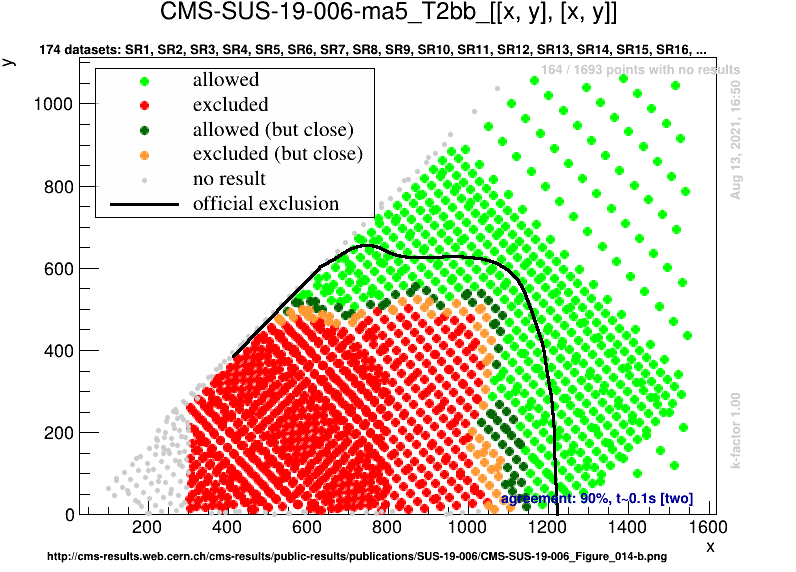 CMS-SUS-19-006-ma5_T2bb_[[x, y], [x, y]]
174 datasets: SR1, SR2, SR3, SR4, SR5, SR6, SR7, SR8, SR9, SR10, SR11, SR12, SR13, SR14, SR15, SR16, ...
y
164 / 1693 points with no results
allowed
excluded
allowed (but close)
excluded (but close)
no result
official exclusion
Aug 13, 2021, 16:50
k-factor 1.00
1000
800
600
400
200
0
agreement: 90%, t~0.1s [two]
200 400 600 800 1000 1200 1400 1600
x
http://cms-results.web.cern.ch/cms-results/public-results/publications/SUS-19-006/CMS-SUS-19-006_Figure_014-b.png